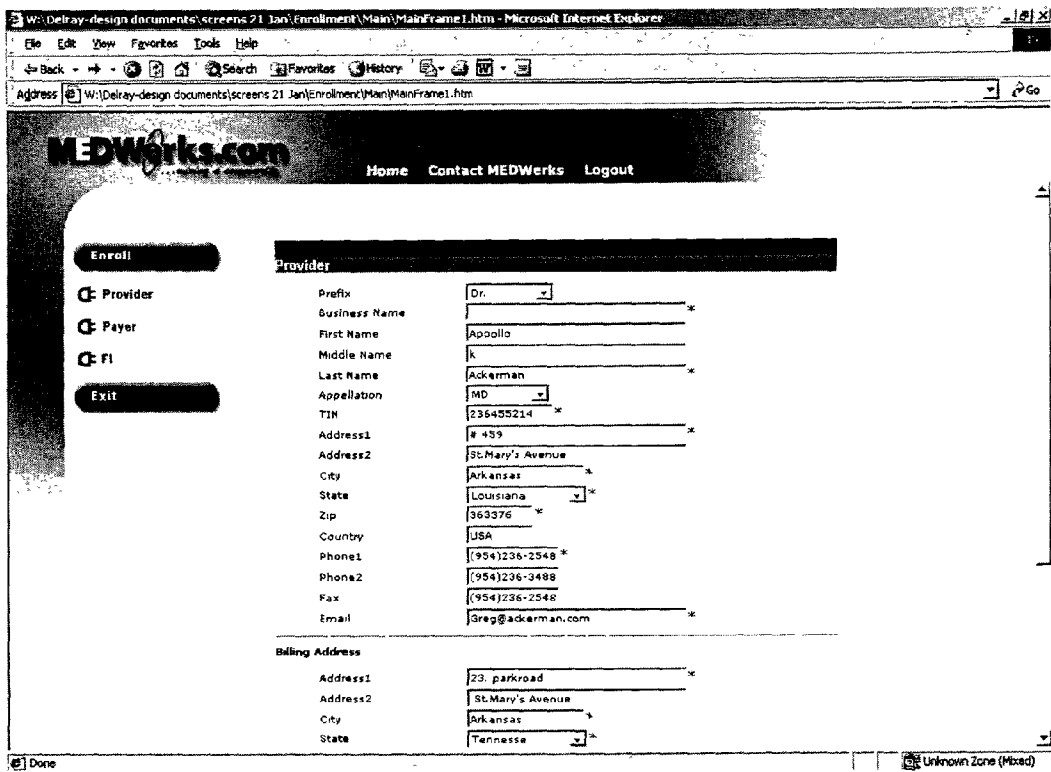 W:\Delray-design documents\screens 21 Jan\Enrollment\Main\MainFrame1.htm - Microsoft Internet Explorer
File Edit View Favorites Tools Help
Back Search Favorites History
Address W:\Delray-design documents\screens 21 Jan\Enrollment\Main\MainFrame1.htm Go
MEDWerks.com
Home Contact MEDWerks Logout
Enroll
Provider
Payer
FI
Exit
Provider
Prefix Dr.
Business Name *
First Name Apoollo
Middle Name k
Last Name Ackerman *
Appellation MD
TIN 236455214 *
Address1 # 459 *
Address2 St.Mary's Avenue
City Arkansas *
State Louisiana *
Zip 363376 *
Country USA
Phone1 (954)236-2548 *
Phone2 (954)236-3488
Fax (954)236-2548
Email Greg@ackerman.com *
Billing Address
Address1 23. parkroad *
Address2 St.Mary's Avenue
City Arkansas *
State Tennesse *
Done Unknown Zone (Mixed)